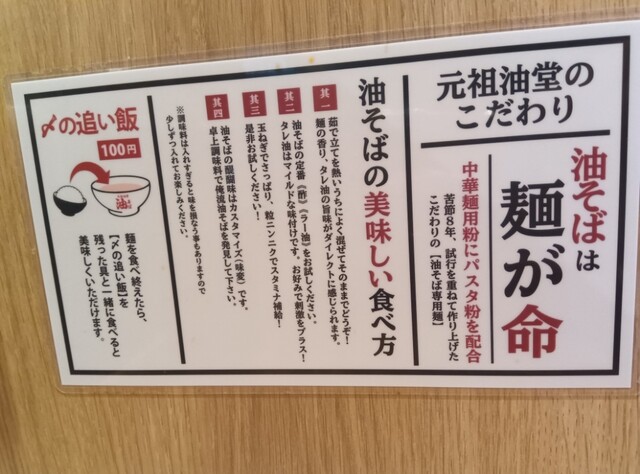 元祖油堂の
こだわり
油そばは
麺が命
中華麺用粉にパスタ粉を配合
苦節8年、試行を重ねて作り上げた
こだわりの【油そば専用麺】
油そばの美味しい食べ方
其一
茹で立てを熱いうちによく混ぜてそのままでどうぞ!
麺の香り、タレ油の旨味がダイレクトに感じられます。
其二
油そばの定番《酢》《ラー油》をお試しください。
タレ油はマイルドな味付けです。お好みで刺激をプラス!
其三
玉ねぎでさっぱり、粒ニンニクでスタミナ補給!
是非お試しください!
其四
油そばの醍醐味はカスタマイズ(味変)です。
卓上調味料で俺流油そばを発見して下さい。
※調味料は入れすぎると味を損なう事もありますので
少しずつ入れてお楽しみください。
〆の追い飯
100円
油
麺を食べ終えたら、
【〆の追い飯】を
残った具と一緒に食べると
美味しくいただけます。